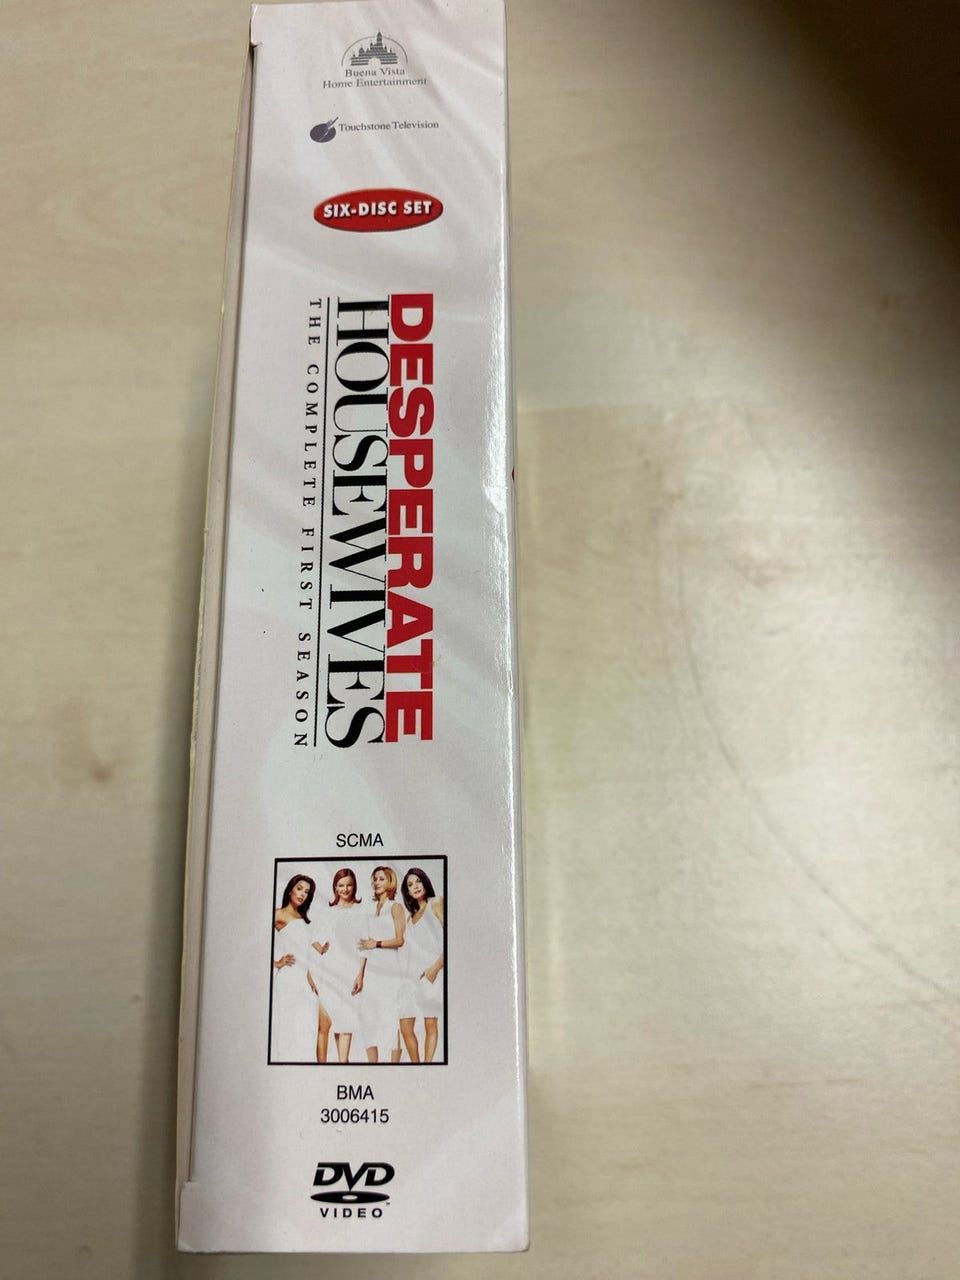 Buena Vista
Home Entertainment
Touchstone Television
SIX-DISC SET
DESPERATE
HOUSEWIVES
THE COMPLETE FIRST SEASON
SCMA
BMA
3006415
DVD
VIDEO™